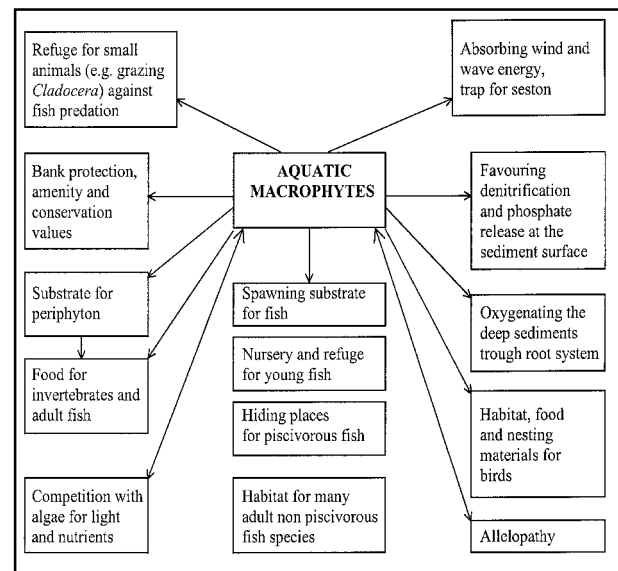 Refuge for small
animals (e.g. grazing
Cladocera) against
fish predation
Absorbing wind and
wave energy,
trap for seston
Bank protection,
amenity and
conservation
values
AQUATIC
MACROPHYTES
Favouring
denitrification
and phosphate
release at the
sediment surface
Substrate for
periphyton
Spawning substrate
for fish
Oxygenating the
deep sediments
trough root system
Food for
invertebrates and
adult fish
Nursery and refuge
for young fish
Hiding places
for piscivorous fish
Habitat, food
and nesting
materials for
birds
Competition with
algae for light
and nutrients
Habitat for many
adult non piscivorous
fish species
Allelopathy